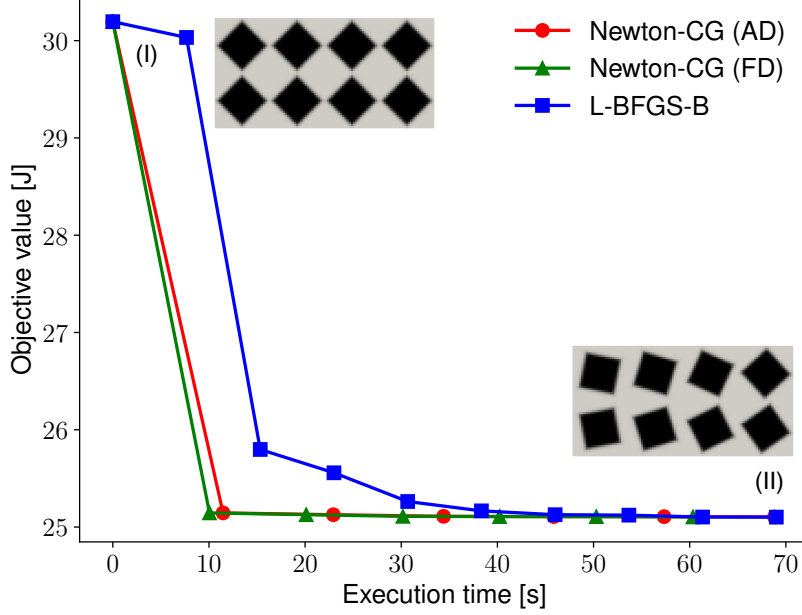 (I)
Newton-CG (AD)
Newton-CG (FD)
L-BFGS-B
Objective value [J]
30
29
28
27
26
25
(II)
0 10 20 30 40 50 60 70
Execution time [s]